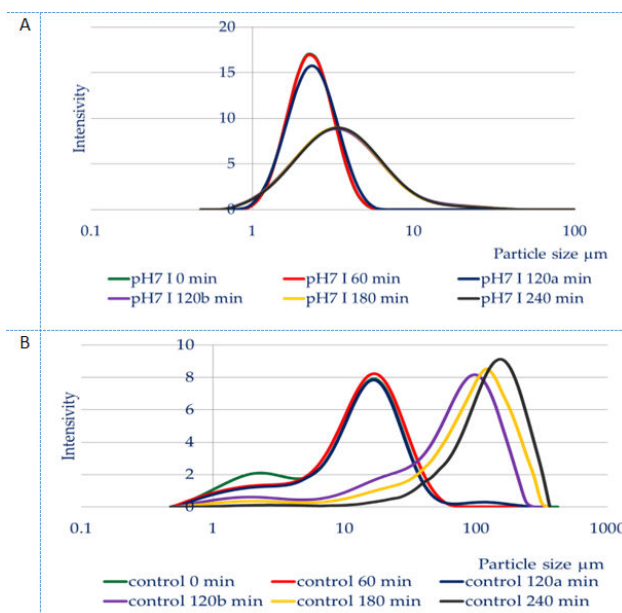 A
20
15
10
5
0
Intensivity
0.1 1 10 100
Particle size μm
pH7 I 0 min pH7 I 60 min pH7 I 120a min
pH7 I 120b min pH7 I 180 min pH7 I 240 min
B
10
8
6
4
2
0
Intensivity
0.1 1 10 100 1000
Particle size μm
control 0 min control 60 min control 120a min
control 120b min control 180 min control 240 min